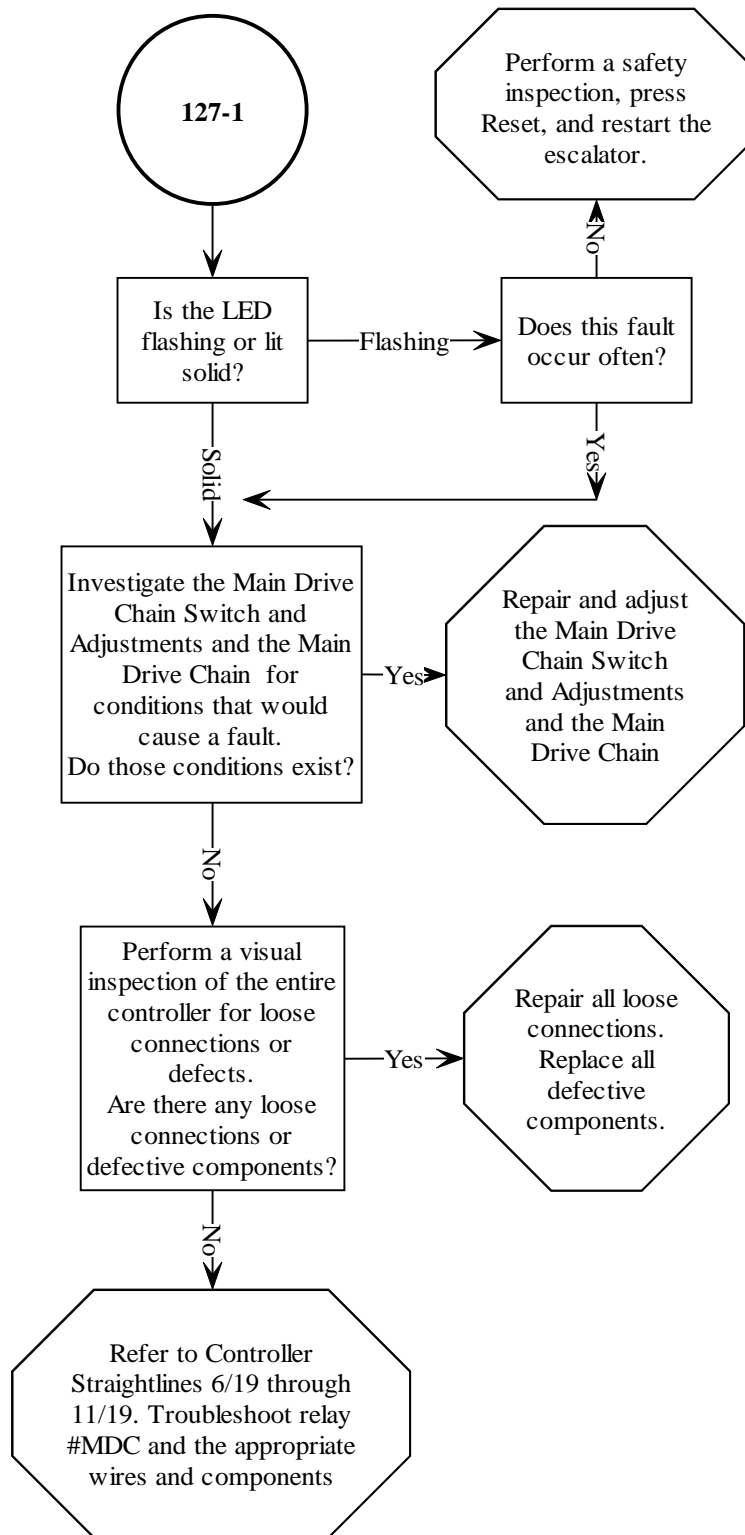 127-1
Perform a safety
inspection, press
Reset, and restart the
escalator.
No
Is the LED
flashing or lit
solid?
Flashing
Does this fault
occur often?
Solid
Yes
Investigate the Main Drive
Chain Switch and
Adjustments and the Main
Drive Chain for
conditions that would
cause a fault.
Do those conditions exist?
Yes
Repair and adjust
the Main Drive
Chain Switch
and Adjustments
and the Main
Drive Chain
No
Perform a visual
inspection of the entire
controller for loose
connections or
defects.
Are there any loose
connections or
defective components?
Yes
Repair all loose
connections.
Replace all
defective
components.
No
Refer to Controller
Straightlines 6/19 through
11/19. Troubleshoot relay
#MDC and the appropriate
wires and components